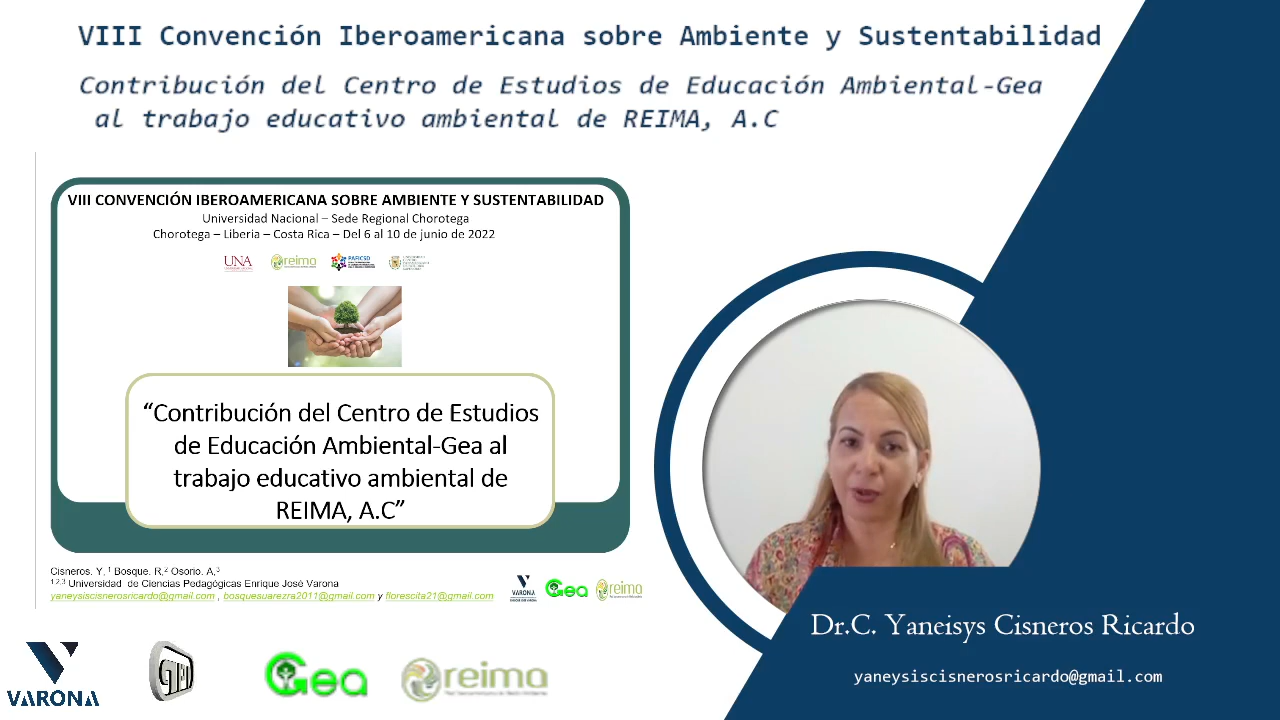 VIII Convención Iberoamericana sobre Ambiente y Sustentabilidad
Contribución del Centro de Estudios de Educación Ambiental-Gea
al trabajo educativo ambiental de REIMA, A.C
VIII CONVENCIÓN IBEROAMERICANA SOBRE AMBIENTE Y SUSTENTABILIDAD
Universidad Nacional – Sede Regional Chorotega
Chorotega – Liberia – Costa Rica – Del 6 al 10 de junio de 2022
UNA
reima
PAFICSD
“Contribución del Centro de Estudios
de Educación Ambiental-Gea al
trabajo educativo ambiental de
REIMA, A.C”
Cisneros. Y, 1 Bosque. R,2 Osorio. A,3
1 2,3 Universidad de Ciencias Pedagógicas Enrique José Varona
yaneysiscisnerosricardo@gmail.com , bosquesuarezra2011@gmail.com y florescita21@gmail.com
VARONA
Gea
reima
Dr.C. Yaneisys Cisneros Ricardo
yaneysiscisnerosricardo@gmail.com
VARONA
Gea
reima